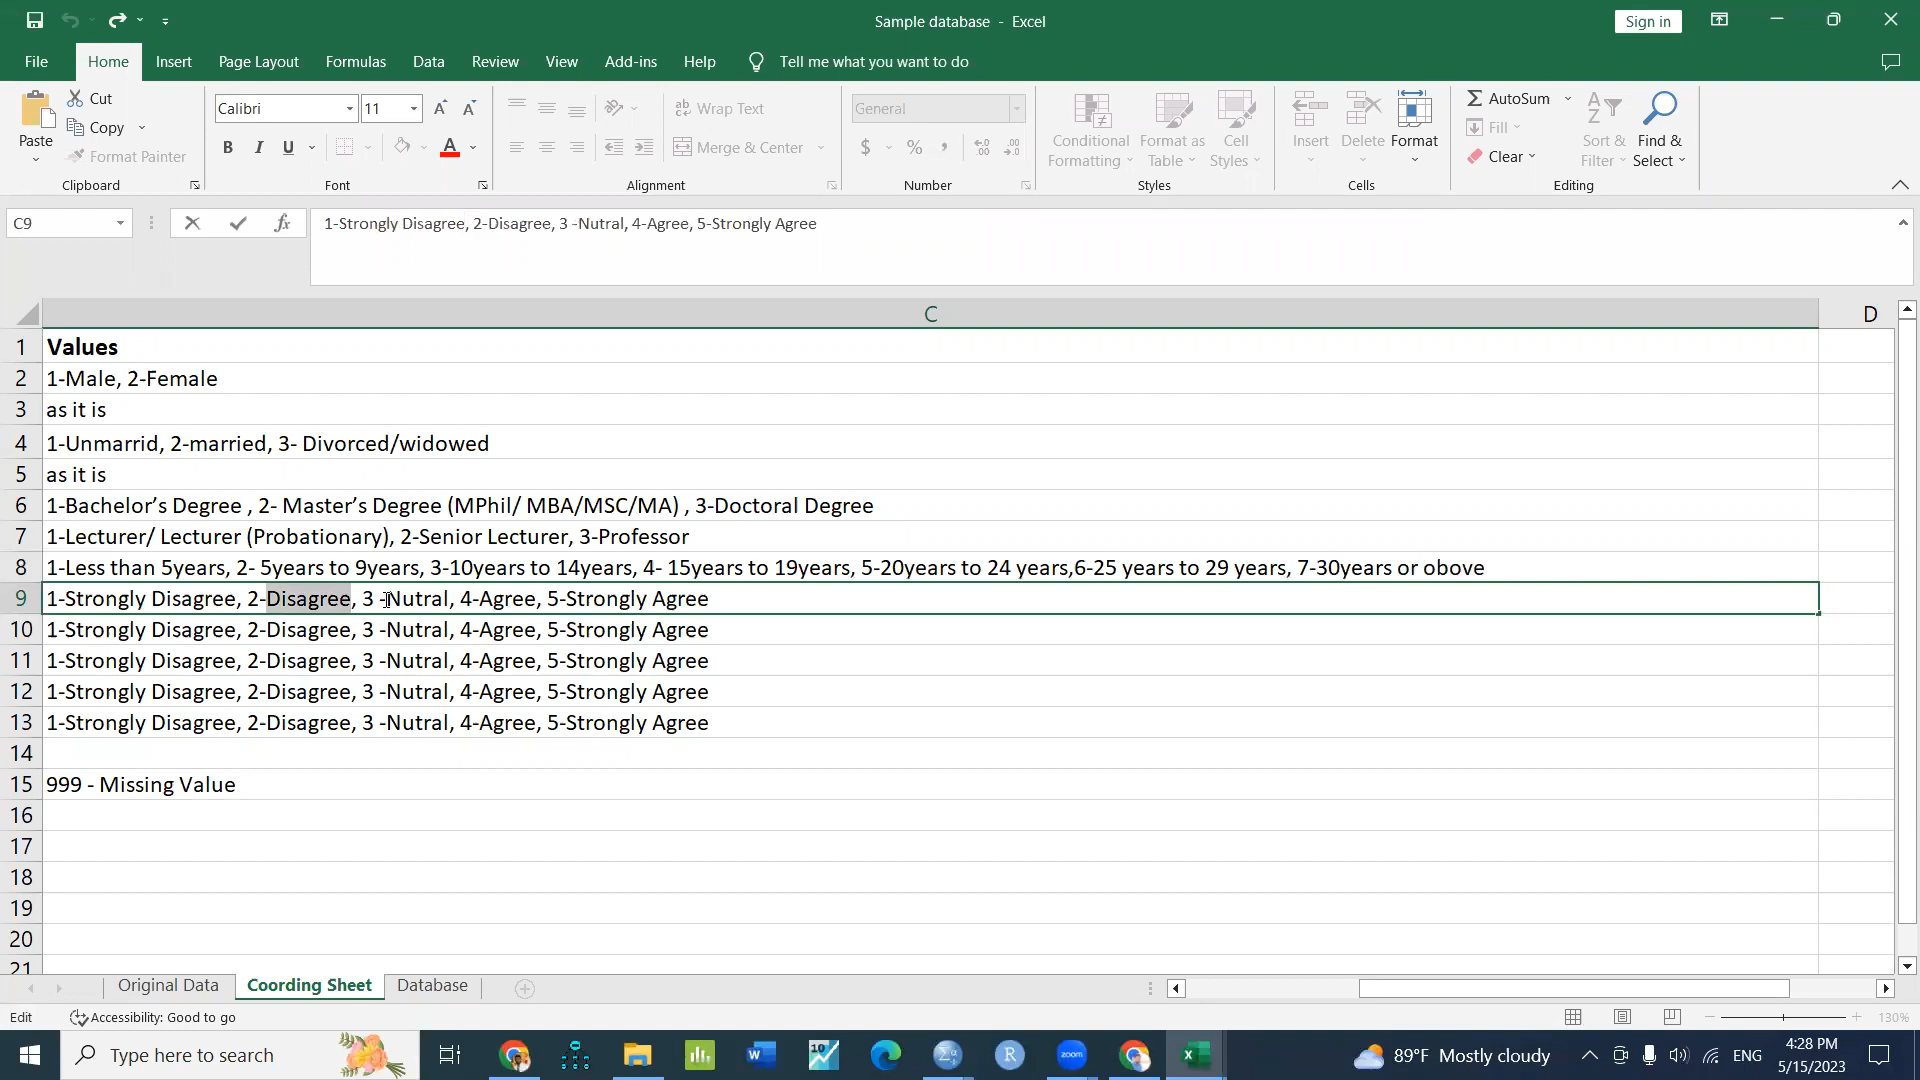 Sample database - Excel
Sign in
File Home Insert Page Layout Formulas Data Review View Add-ins Help Tell me what you want to do
Paste
Cut
Copy
Format Painter
Clipboard
Calibri 11
B I U
Font
Wrap Text
Merge & Center
Alignment
General
$ % ,
Number
Conditional Formatting
Format as Table
Cell Styles
Styles
Insert
Delete
Format
Cells
AutoSum
Fill
Clear
Sort & Filter
Find & Select
Editing
C9
fx
1-Strongly Disagree, 2-Disagree, 3 -Nutral, 4-Agree, 5-Strongly Agree
C D
1 Values
2 1-Male, 2-Female
3 as it is
4 1-Unmarrid, 2-married, 3- Divorced/widowed
5 as it is
6 1-Bachelor’s Degree , 2- Master’s Degree (MPhil/ MBA/MSC/MA) , 3-Doctoral Degree
7 1-Lecturer/ Lecturer (Probationary), 2-Senior Lecturer, 3-Professor
8 1-Less than 5years, 2- 5years to 9years, 3-10years to 14years, 4- 15years to 19years, 5-20years to 24 years,6-25 years to 29 years, 7-30years or obove
9 1-Strongly Disagree, 2-Disagree, 3 -Nutral, 4-Agree, 5-Strongly Agree
10 1-Strongly Disagree, 2-Disagree, 3 -Nutral, 4-Agree, 5-Strongly Agree
11 1-Strongly Disagree, 2-Disagree, 3 -Nutral, 4-Agree, 5-Strongly Agree
12 1-Strongly Disagree, 2-Disagree, 3 -Nutral, 4-Agree, 5-Strongly Agree
13 1-Strongly Disagree, 2-Disagree, 3 -Nutral, 4-Agree, 5-Strongly Agree
14
15 999 - Missing Value
16
17
18
19
20
21
Original Data Coording Sheet Database
Edit Accessibility: Good to go 130%
Type here to search
zoom
89°F Mostly cloudy
ENG
4:28 PM
5/15/2023